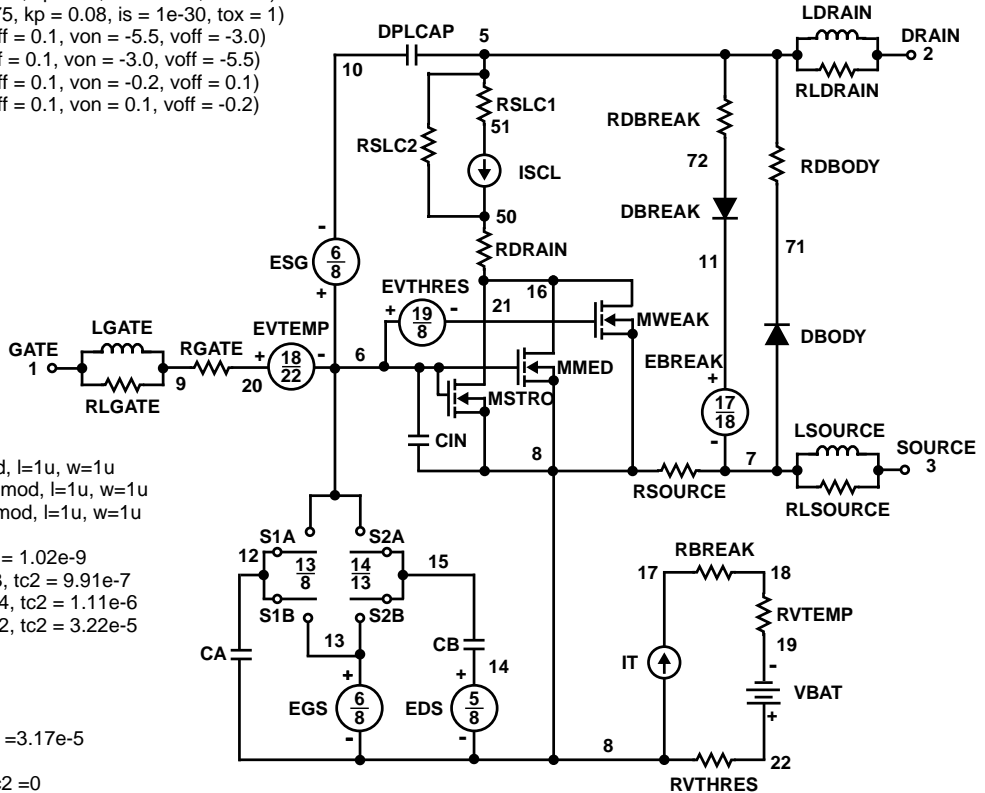 75, kp = 0.08, is = 1e-30, tox = 1)
ff = 0.1, von = -5.5, voff = -3.0)
f = 0.1, von = -3.0, voff = -5.5)
ff = 0.1, von = -0.2, voff = 0.1)
ff = 0.1, von = 0.1, voff = -0.2)
LDRAIN
DPLCAP 5 DRAIN
10 2
RLDRAIN
RSLC1
51
RSLC2
ISCL
RDBREAK
72
RDBODY
DBREAK
50
RDRAIN
71
11
ESG 6 8
EVTHRES
19 8
16
21
MWEAK
LGATE
EVTEMP
GATE RGATE
1 9 20 18 22 6
RLGATE
MMED
MSTRO
EBREAK
17 18
DBODY
CIN
8
LSOURCE
SOURCE
7 3
RSOURCE
RLSOURCE
d, l=1u, w=1u
mod, l=1u, w=1u
mod, l=1u, w=1u
= 1.02e-9
, tc2 = 9.91e-7
4, tc2 = 1.11e-6
2, tc2 = 3.22e-5
S1A S2A
12 13 8 14 13 15
S1B S2B
13
CA
CB
14
EGS 6 8
EDS 5 8
RBREAK
17 18
RVTEMP
19
IT
VBAT
8
22
RVTHRES
=3.17e-5
c2 =0
- + + - + - + - + - + - - +